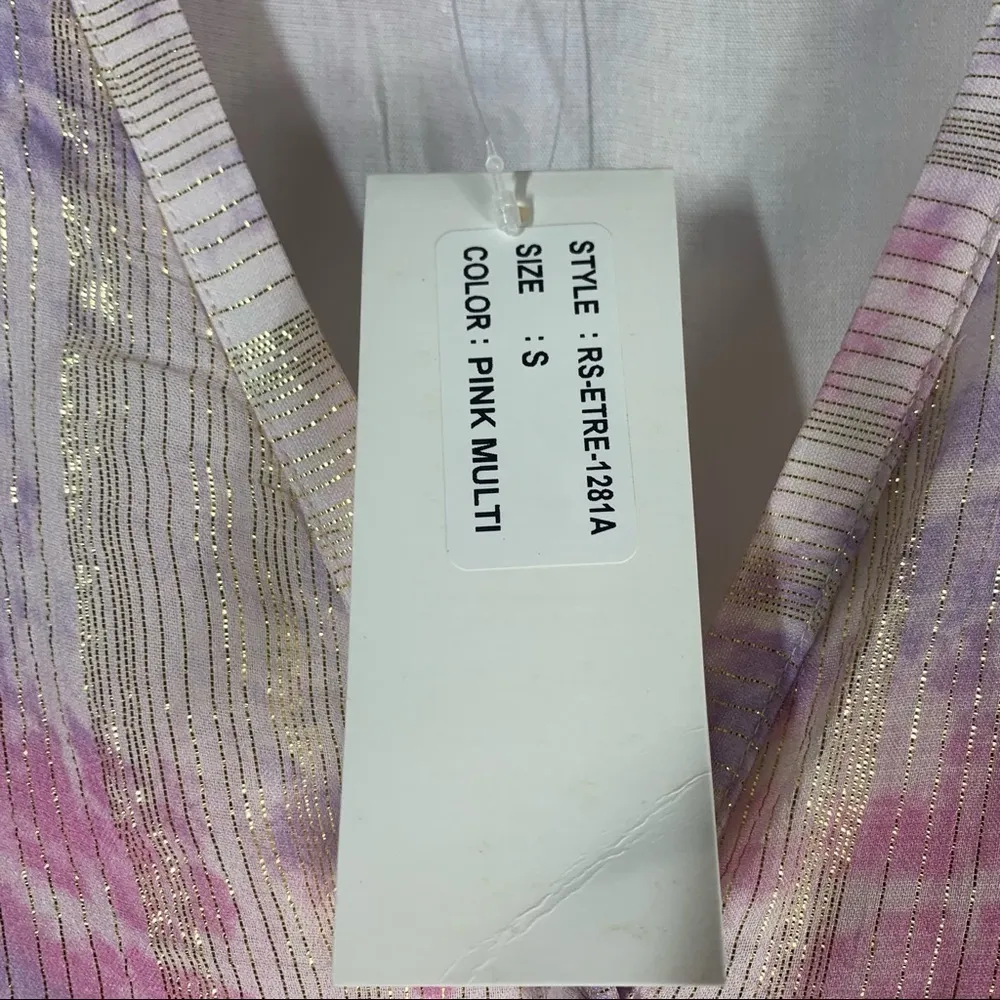 STYLE : RS-ETRE-1281A
SIZE : S
COLOR : PINK MULTI